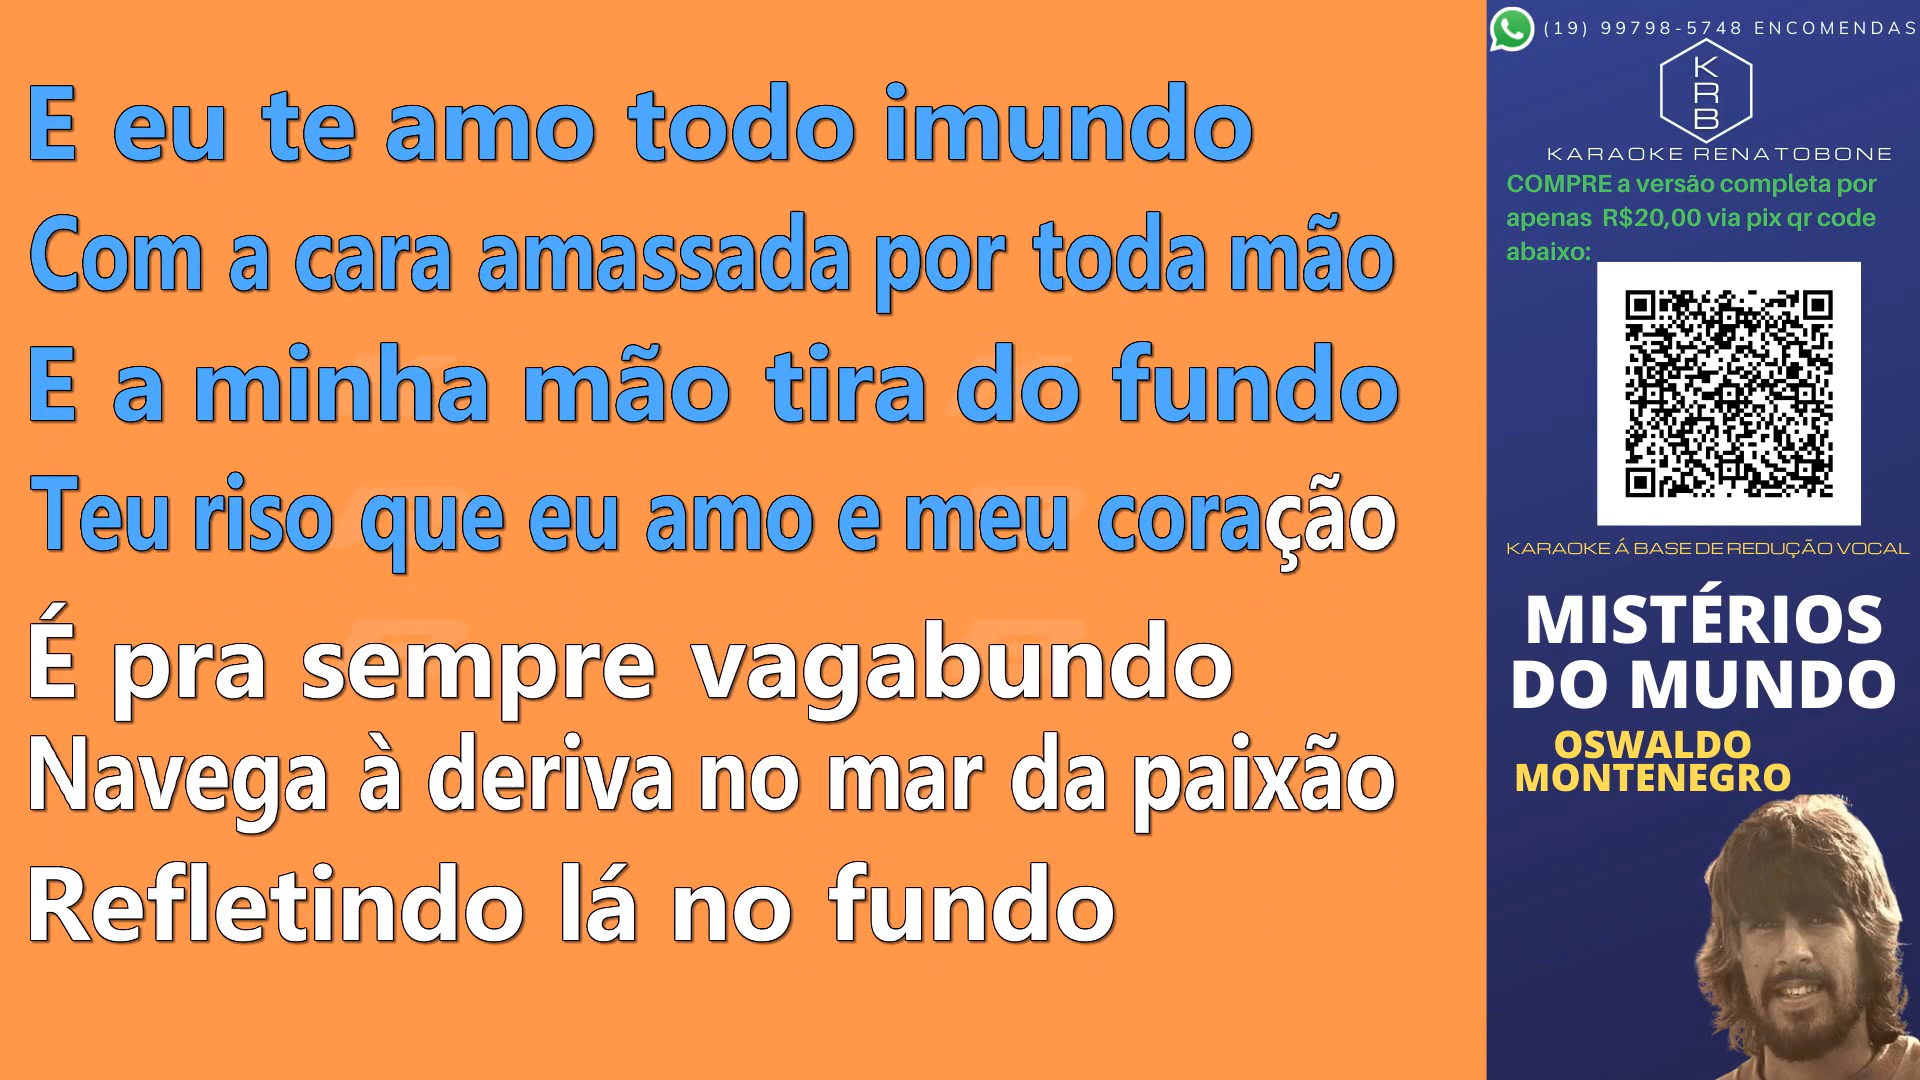 E eu te amo todo imundo
Com a cara amassada por toda mão
E a minha mão tira do fundo
Teu riso que eu amo e meu coração
É pra sempre vagabundo
Navega à deriva no mar da paixão
Refletindo lá no fundo
(19) 99798-5748 ENCOMENDAS
K
R
B
KARAOKE RENATOBONE
COMPRE a versão completa por
apenas R$20,00 via pix qr code
abaixo:
KARAOKE Á BASE DE REDUÇÃO VOCAL
MISTÉRIOS
DO MUNDO
OSWALDO
MONTENEGRO